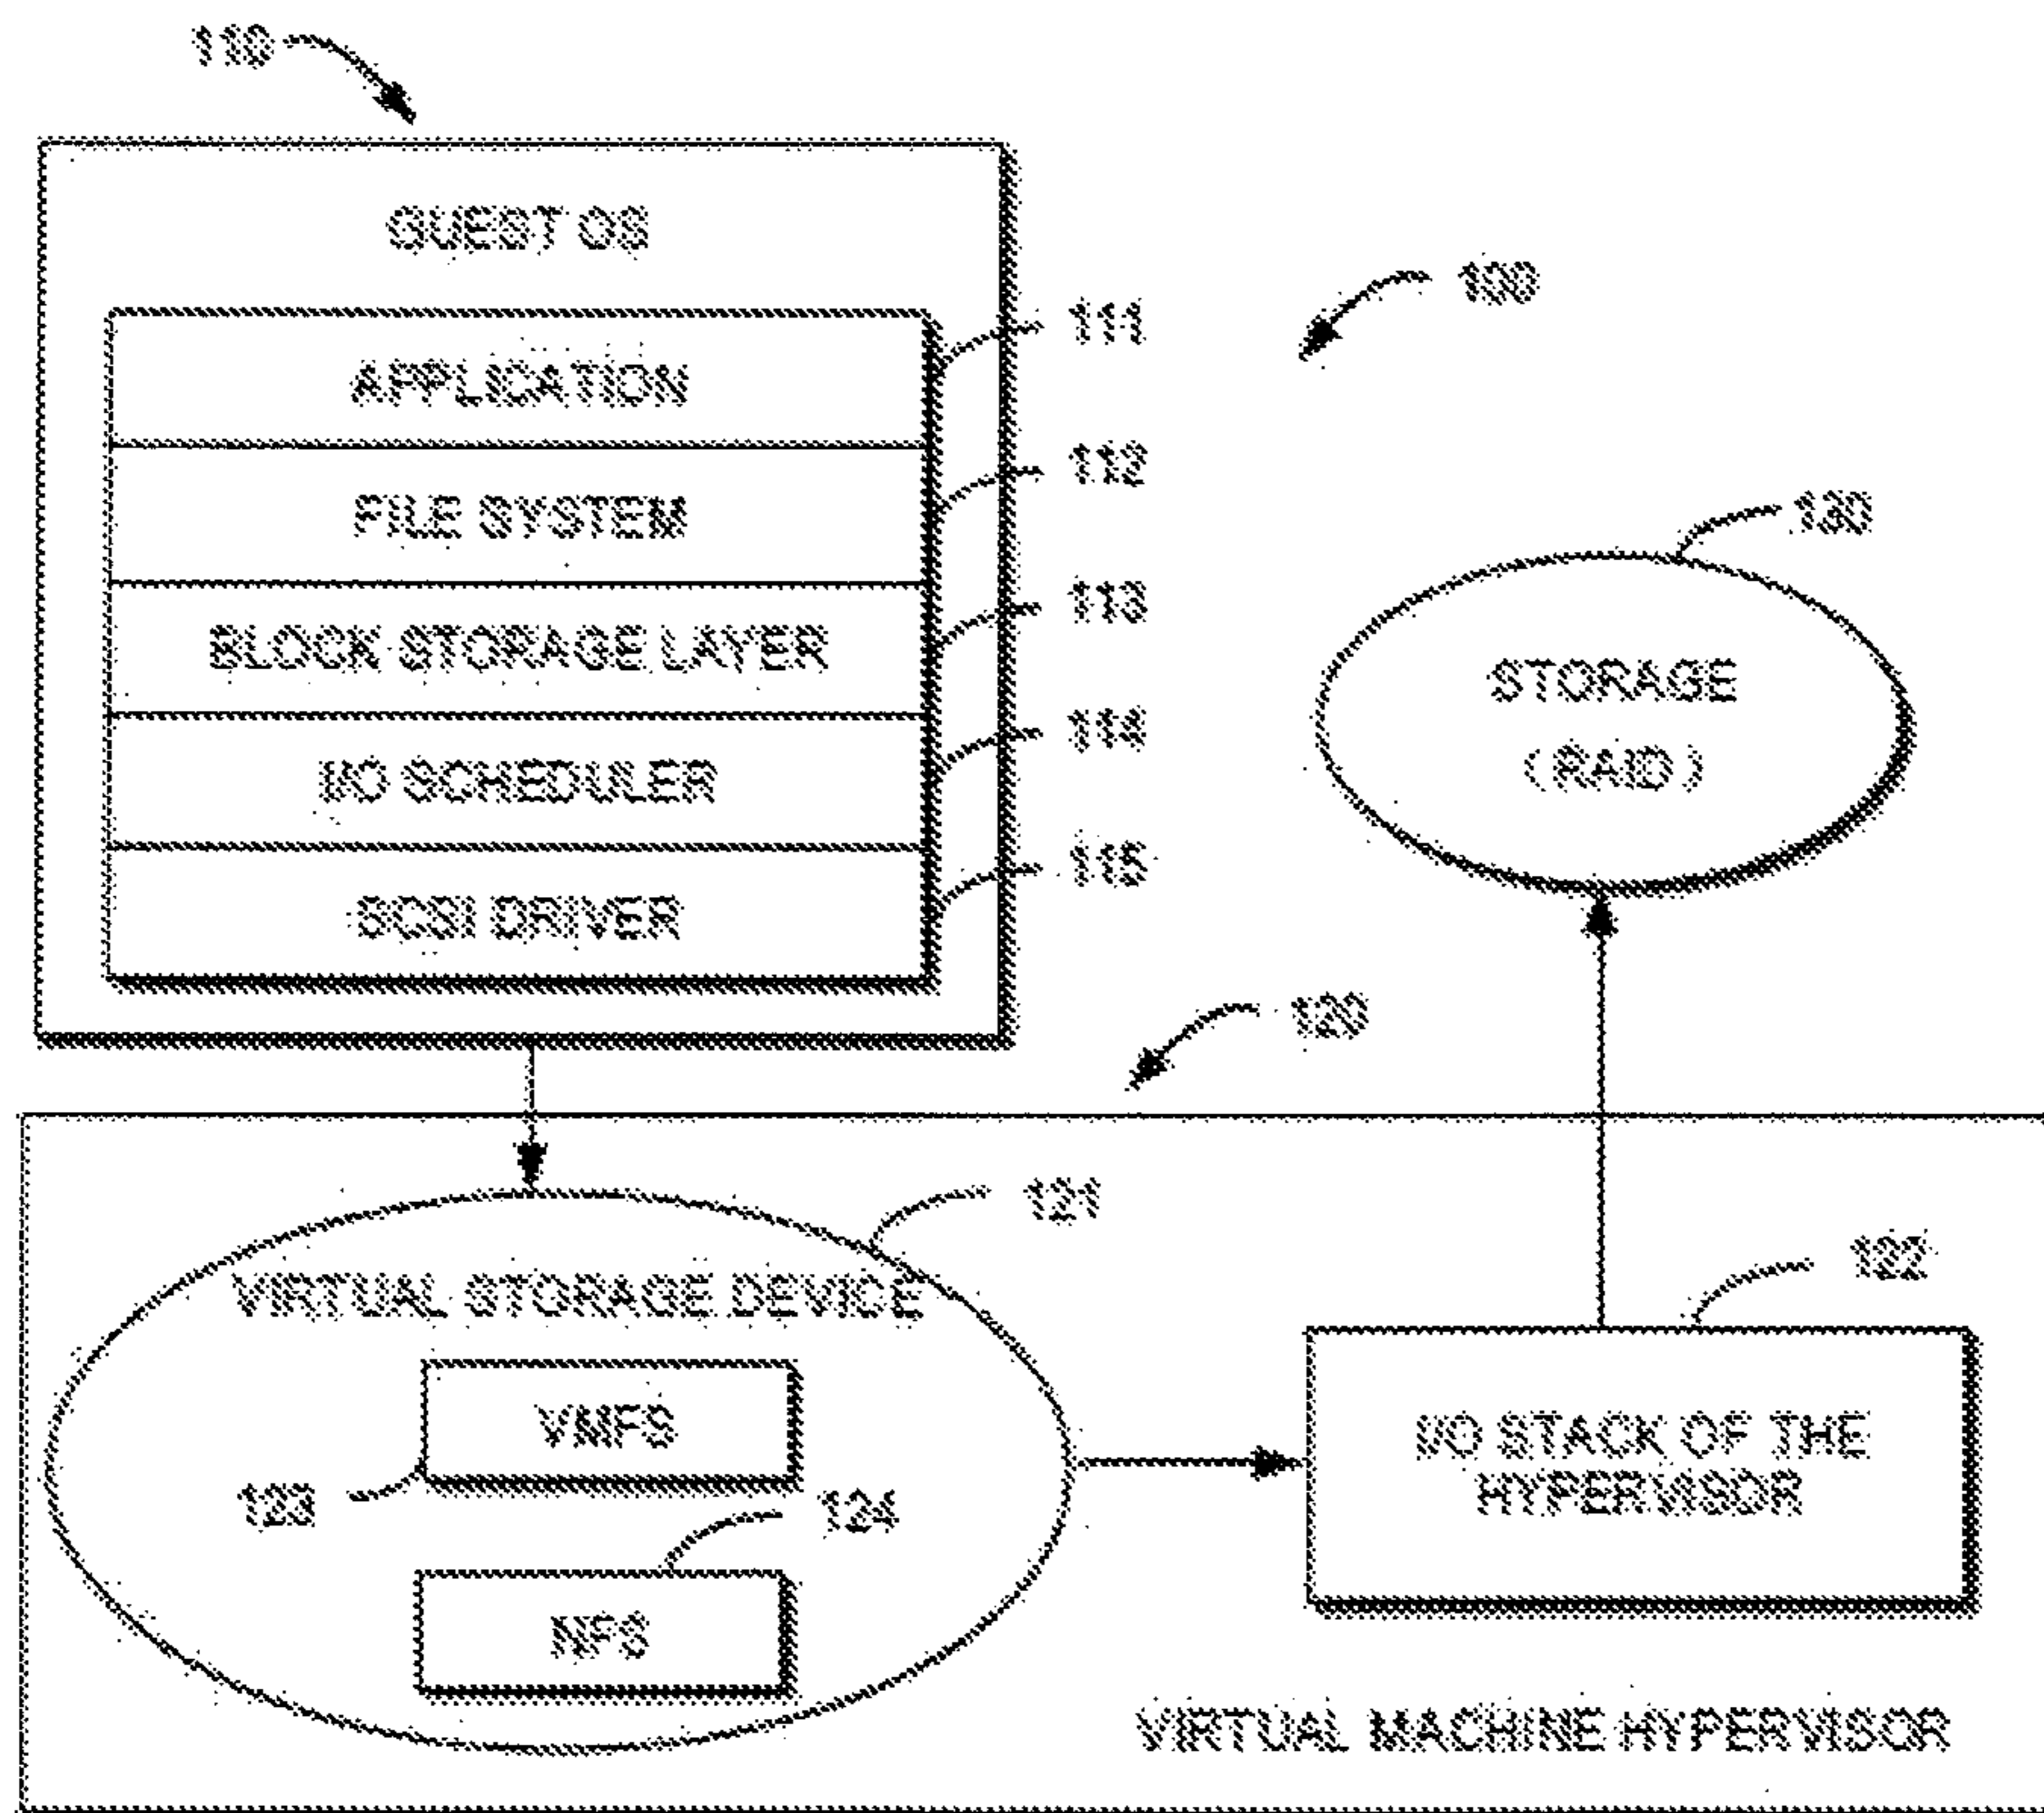 110
GUEST OS
100
APPLICATION
111
FILE SYSTEM
112
BLOCK STORAGE LAYER
113
I/O SCHEDULER
114
SCSI DRIVER
115
130
STORAGE
(RAID)
120
121
VIRTUAL STORAGE DEVICE
VMFS
123
124
NFS
122
I/O STACK OF THE
HYPERVISOR
VIRTUAL MACHINE HYPERVISOR